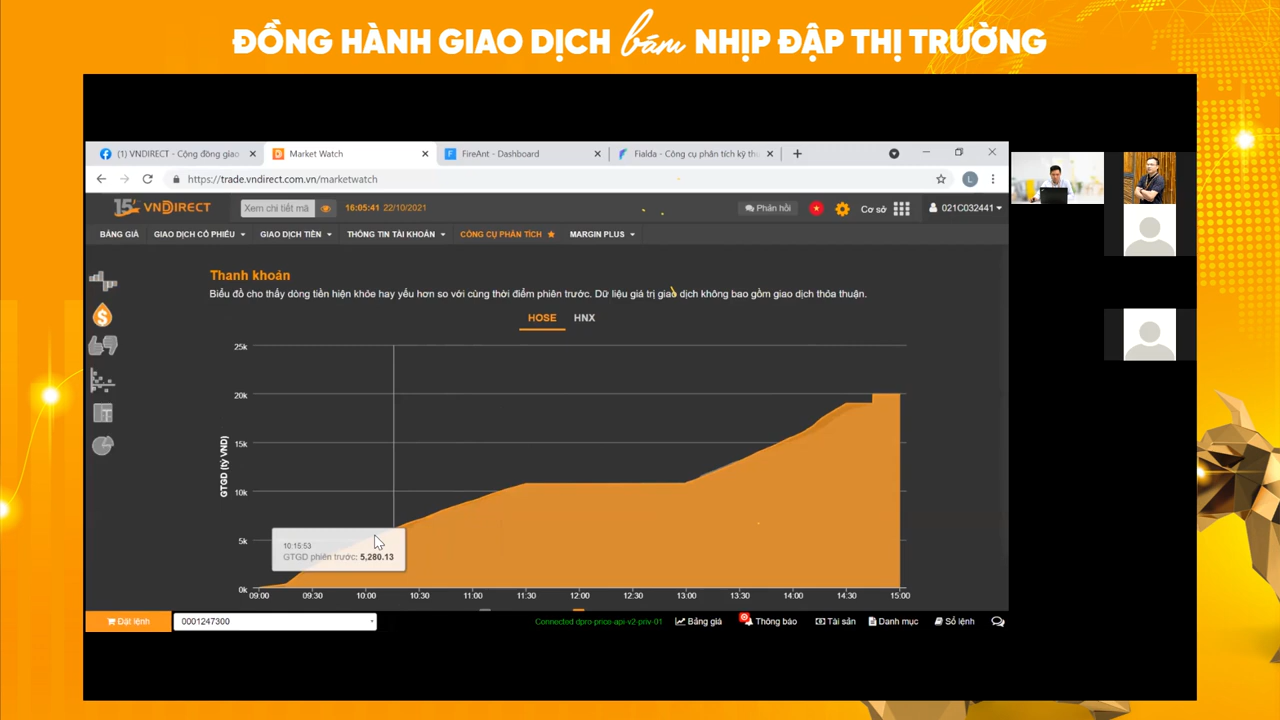 ĐỒNG HÀNH GIAO DỊCH bám NHỊP ĐẬP THỊ TRƯỜNG
(1) VNDIRECT - Cộng đồng giao
Market Watch
FireAnt - Dashboard
Fialda - Công cụ phân tích kỹ thu
https://trade.vndirect.com.vn/marketwatch
L
15 VNDIRECT
Xem chi tiết mã
16:05:41 22/10/2021
Phản hồi
Cơ sở
021C032441
BẢNG GIÁ
GIAO DỊCH CỔ PHIẾU
GIAO DỊCH TIỀN
THÔNG TIN TÀI KHOẢN
CÔNG CỤ PHÂN TÍCH
MARGIN PLUS
Thanh khoản
Biểu đồ cho thấy dòng tiền hiện khỏe hay yếu hơn so với cùng thời điểm phiên trước. Dữ liệu giá trị giao dịch không bao gồm giao dịch thỏa thuận.
HOSE HNX
25k
20k
15k
10k
5k
0k
GTGD (tỷ VND)
10:15:53
GTGD phiên trước: 5,280.13
09:00 09:30 10:00 10:30 11:00 11:30 12:00 12:30 13:00 13:30 14:00 14:30 15:00
Đặt lệnh
0001247300
Connected dpro-price-api-v2-priv-01
Bảng giá
Thông báo
Tài sản
Danh mục
Sổ lệnh